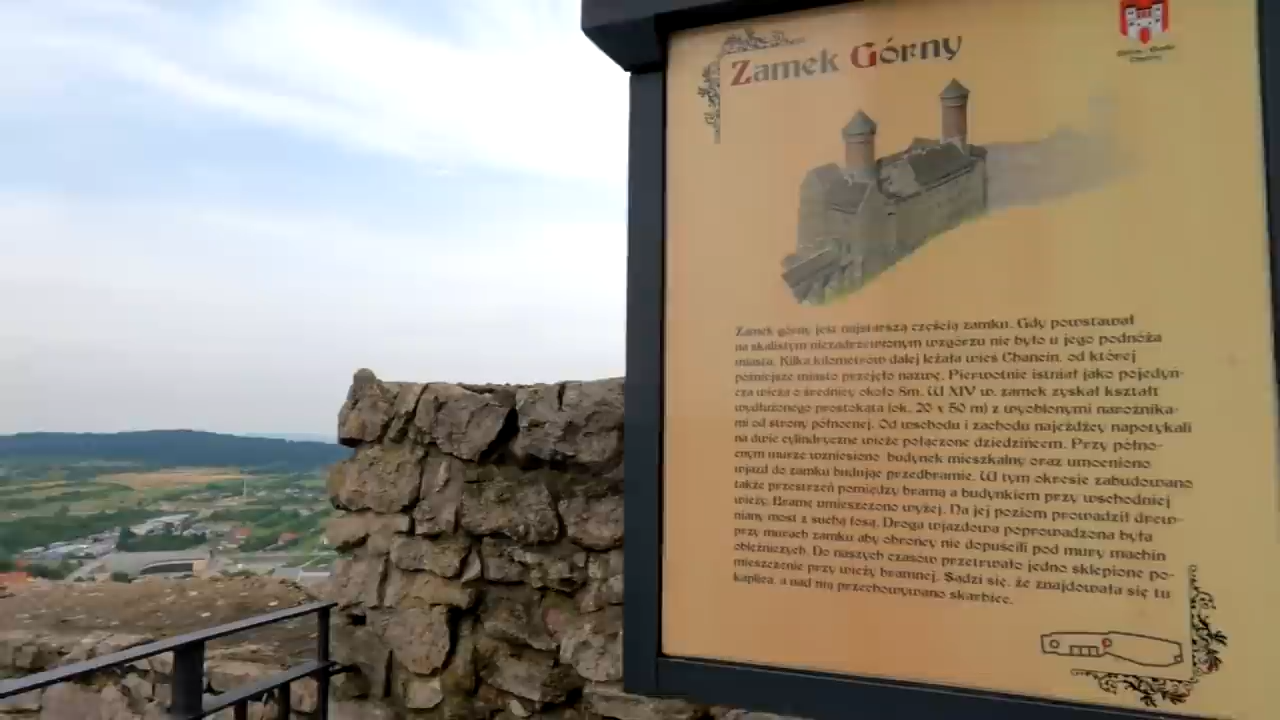 Zamek Górny
Zamek górny jest najstarszą częścią zamku. Gdy powstawał
na skalistym niezadrzewionym wzgórzu nie było u jego podnóża
miasta. Kilka kilometrów dalej leżała wieś Chancin, od której
późniejsze miasto przejęło nazwę. Pierwotnie istniał jako pojedyń-
cza wieża o średnicy około 8m. W XIV w. zamek zyskał kształt
wydłużonego prostokąta (ok. 20 x 50 m) z wyoblonymi narożnika-
mi od strony północnej. Od wschodu i zachodu najeźdźcy napotykali
na dwie cylindryczne wieże połączone dziedzińcem. Przy półno-
cnym murze wzniesiono budynek mieszkalny oraz umocniono
wjazd do zamku budując przedbramie. W tym okresie zabudowano
także przestrzeń pomiędzy bramą a budynkiem przy wschodniej
wieży. Bramę umieszczono wyżej. Na jej poziom prowadził drew-
niany most z suchą fosą. Droga wjazdowa poprowadzona była
przy murach zamku aby obrońcy nie dopuścili pod mury machin
oblężniczych. Do naszych czasów przetrwało jedno sklepione po-
mieszczenie przy wieży bramnej. Sądzi się, że znajdowała się tu
kaplica, a nad nią przechowywano skarbiec.